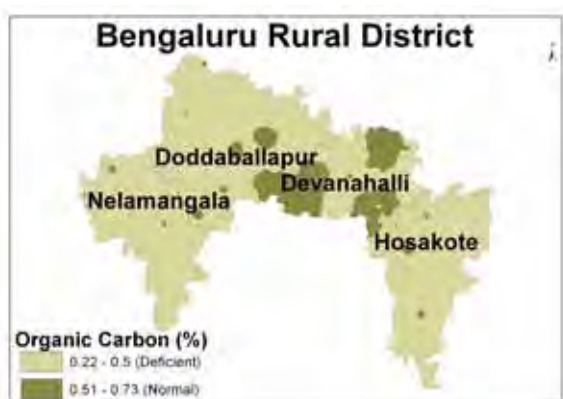 Bengaluru Rural District
Doddaballapur
Devanahalli
Nelamangala
Hosakote
Organic Carbon (%)
0.22 - 0.5 (Deficient)
0.51 - 0.73 (Normal)